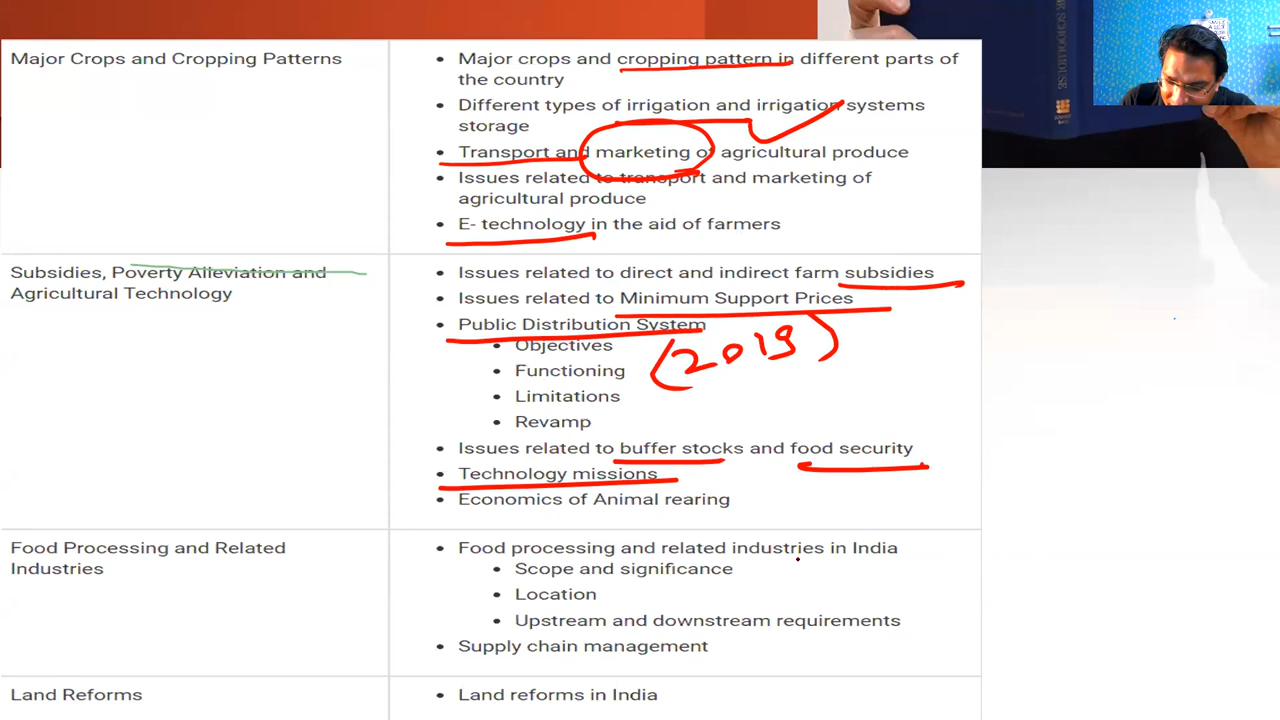 Major Crops and Cropping Patterns
• Major crops and cropping pattern in different parts of
the country
• Different types of irrigation and irrigation systems
storage
• Transport and marketing of agricultural produce
• Issues related to transport and marketing of
agricultural produce
• E- technology in the aid of farmers
Subsidies, Poverty Alleviation and
Agricultural Technology
• Issues related to direct and indirect farm subsidies
• Issues related to Minimum Support Prices
• Public Distribution System
• Objectives
(2019)
• Functioning
• Limitations
• Revamp
• Issues related to buffer stocks and food security
• Technology missions
• Economics of Animal rearing
Food Processing and Related
Industries
• Food processing and related industries in India
• Scope and significance
• Location
• Upstream and downstream requirements
• Supply chain management
Land Reforms
• Land reforms in India